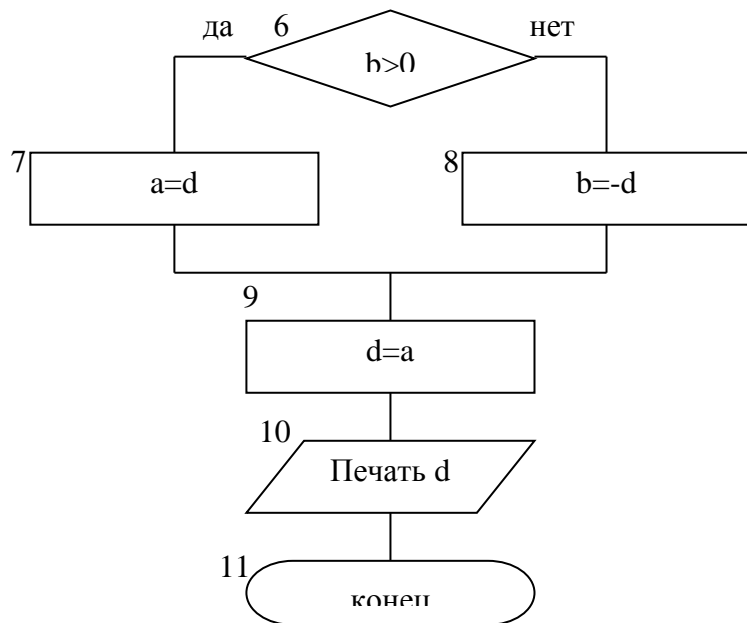 да 6 нет
b>0
7 8
a=d b=-d
9
d=a
10
Печать d
11
конец